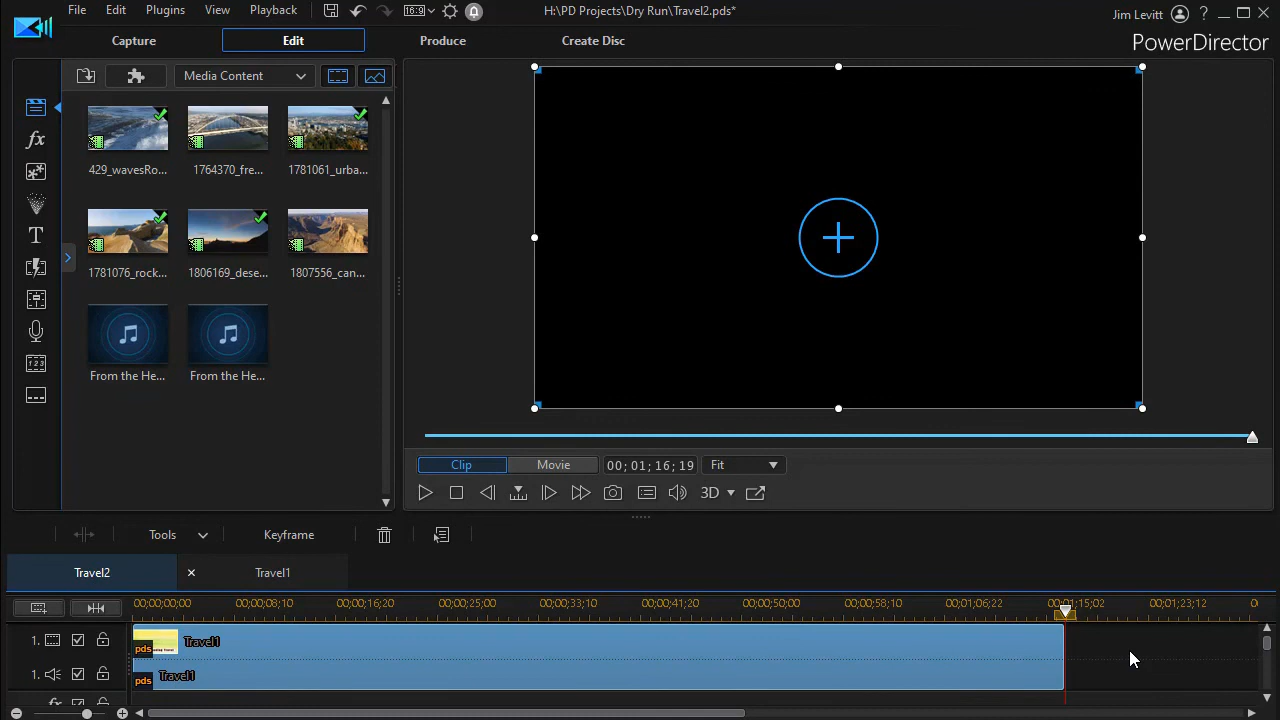 File Edit View Plugins Playback 16:9 H:\PD Projects\Dry Run\Travel2.pds* Jim Levitt ?
PowerDirector
Capture Edit Produce Create Disc
Media Content
429_wavesRo... 1764370_fre... 1781061_urba...
1781076_rock... 1806169_dese... 1807556_can...
From the He... From the He...
fx
T
Clip Movie 00; 01; 16; 19 Fit
3D
Tools Keyframe
Travel2 Travel1
00;00;00;00 00;00;08;10 00;00;16;20 00;00;25;00 00;00;33;10 00;00;41;20 00;00;50;00 00;00;58;10 00;01;06;22 00;01;15;02 00;01;23;12
1. pds Travel1
1. pds Travel1